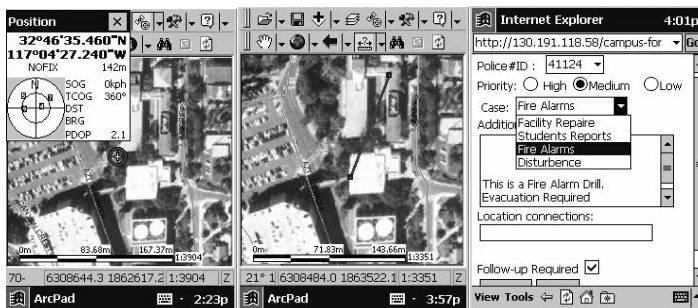 Position
32°46'35.460"N
117°04'27.240"W
NOFIX 142m
N
SOG 0kph
TCOG 360°
DST
BRG
PDOP 2.1
0m 83.68m 167.37m
1:3904
70- 6308644.3 1862617.2 1:3904 Z
ArcPad 2:23p
0m 71.83m 143.66m
1:3351
21° 1 6308484.0 1863522.1 1:3351 Z
ArcPad 3:57p
Internet Explorer 4:01p
http://130.191.118.58/campus-for Go
Police#ID : 41124
Priority: High Medium Low
Case: Fire Alarms
Facility Repaire
Students Reports
Fire Alarms
Disturbence
Additio
This is a Fire Alarm Drill.
Evacuation Required
Location connections:
Follow-up Required
View Tools